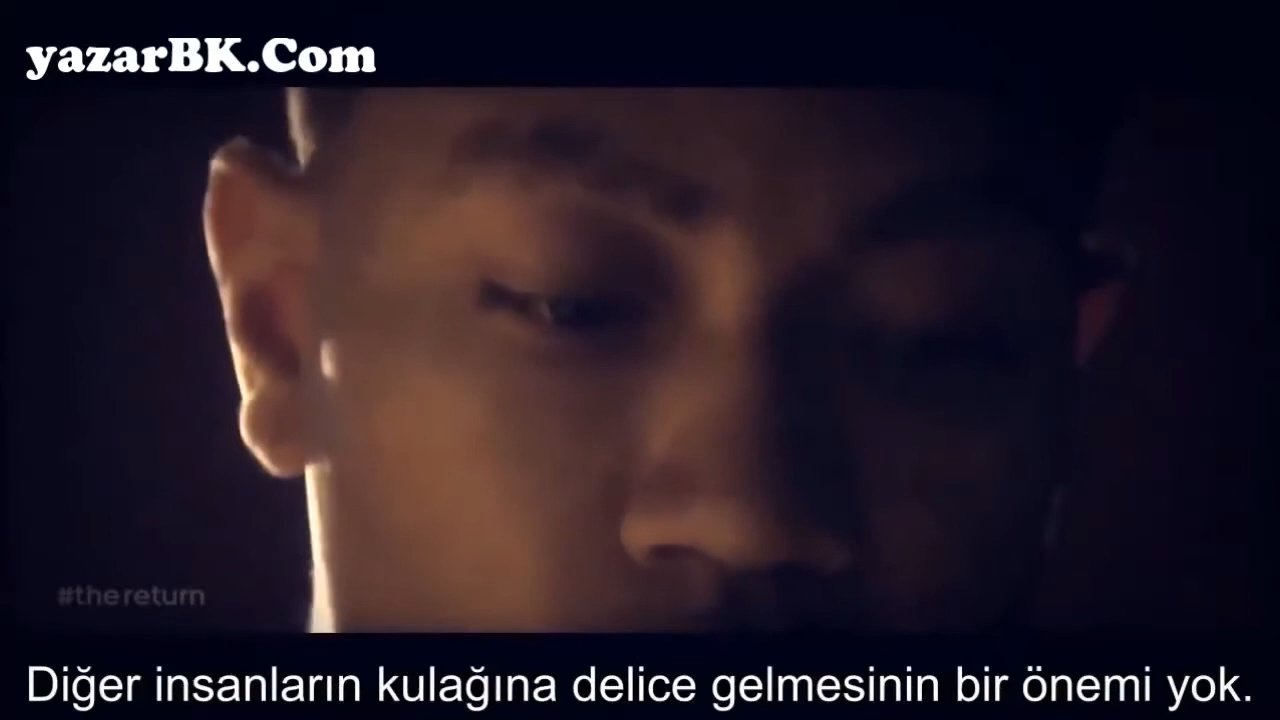 yazarBK.Com
#thereturn
Diğer insanların kulağına delice gelmesinin bir önemi yok.